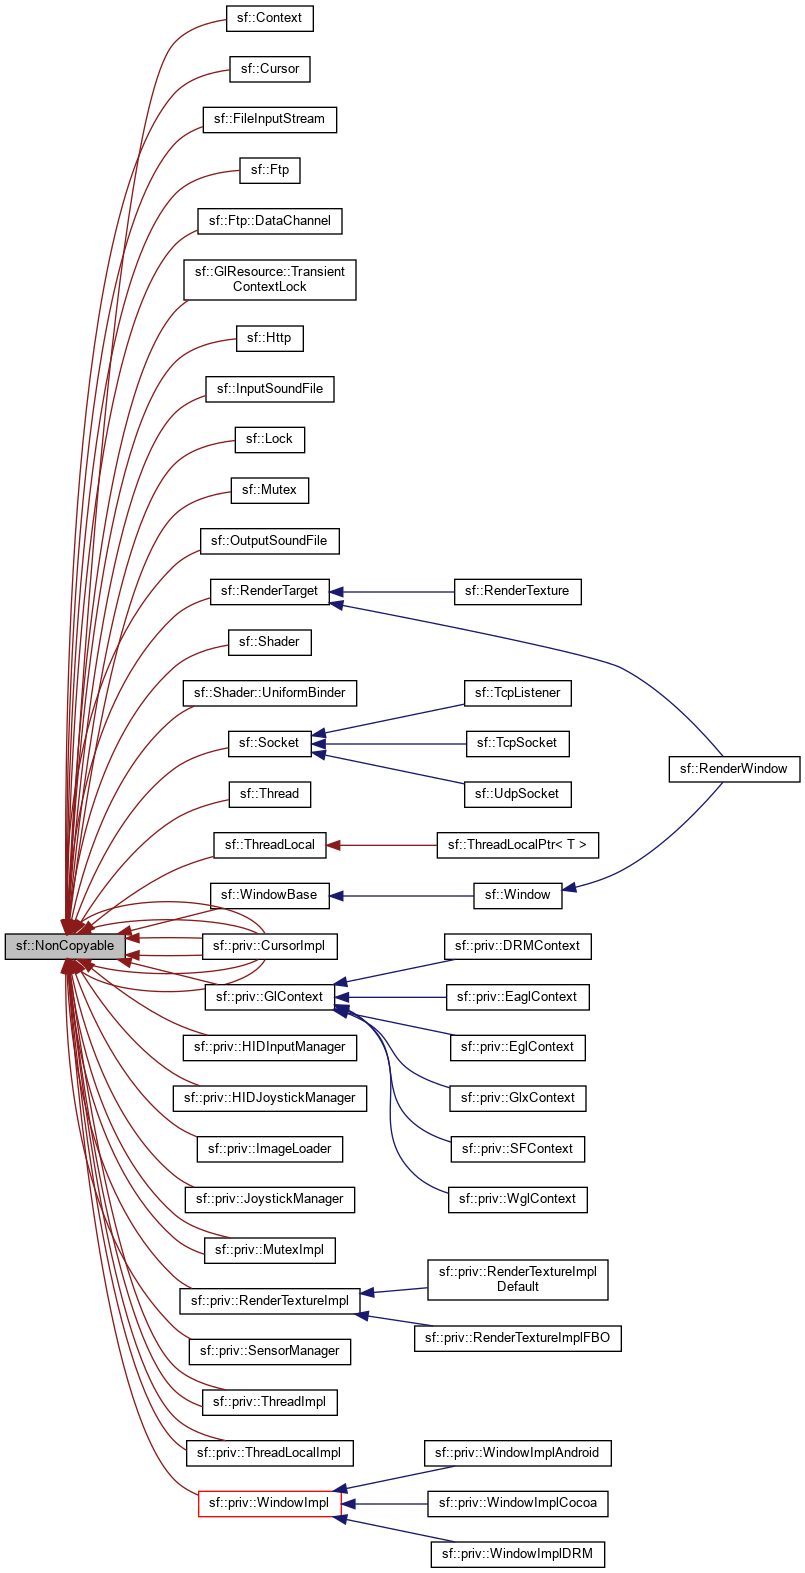 sf::Context
sf::Cursor
sf::FileInputStream
sf::Ftp
sf::Ftp::DataChannel
sf::GlResource::Transient
ContextLock
sf::Http
sf::InputSoundFile
sf::Lock
sf::Mutex
sf::OutputSoundFile
sf::RenderTarget
sf::RenderTexture
sf::Shader
sf::Shader::UniformBinder
sf::TcpListener
sf::Socket
sf::TcpSocket
sf::RenderWindow
sf::Thread
sf::UdpSocket
sf::ThreadLocal
sf::ThreadLocalPtr< T >
sf::WindowBase
sf::Window
sf::NonCopyable
sf::priv::CursorImpl
sf::priv::DRMContext
sf::priv::GlContext
sf::priv::EaglContext
sf::priv::HIDInputManager
sf::priv::EglContext
sf::priv::HIDJoystickManager
sf::priv::GlxContext
sf::priv::ImageLoader
sf::priv::SFContext
sf::priv::JoystickManager
sf::priv::WglContext
sf::priv::MutexImpl
sf::priv::RenderTextureImpl
Default
sf::priv::RenderTextureImpl
sf::priv::RenderTextureImplFBO
sf::priv::SensorManager
sf::priv::ThreadImpl
sf::priv::ThreadLocalImpl
sf::priv::WindowImplAndroid
sf::priv::WindowImpl
sf::priv::WindowImplCocoa
sf::priv::WindowImplDRM